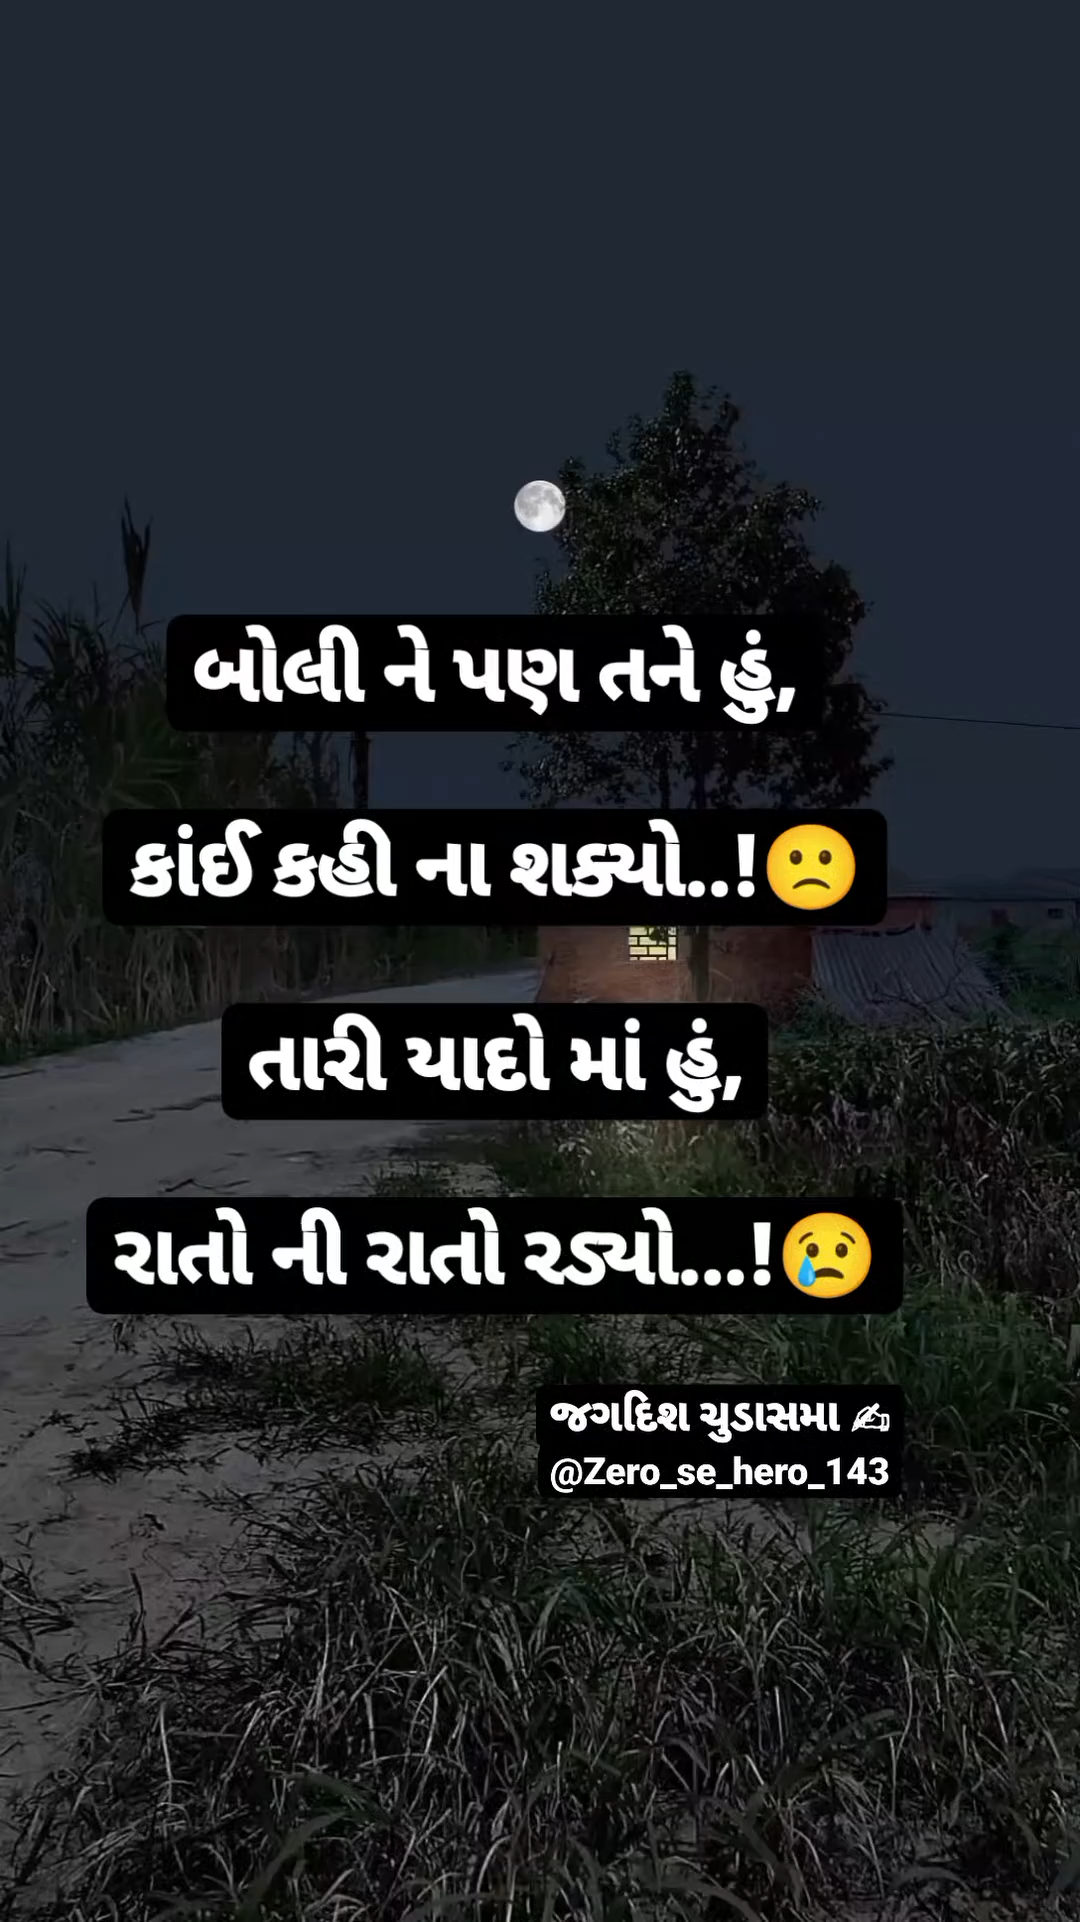 બોલી ને પણ તને હું,
કાંઈ કહી ના શક્યો..!🙁
તારી યાદો માં હું,
રાતો ની રાતો રડ્યો...!😢
જગદિશ ચુડાસમા ✍
@Zero_se_hero_143